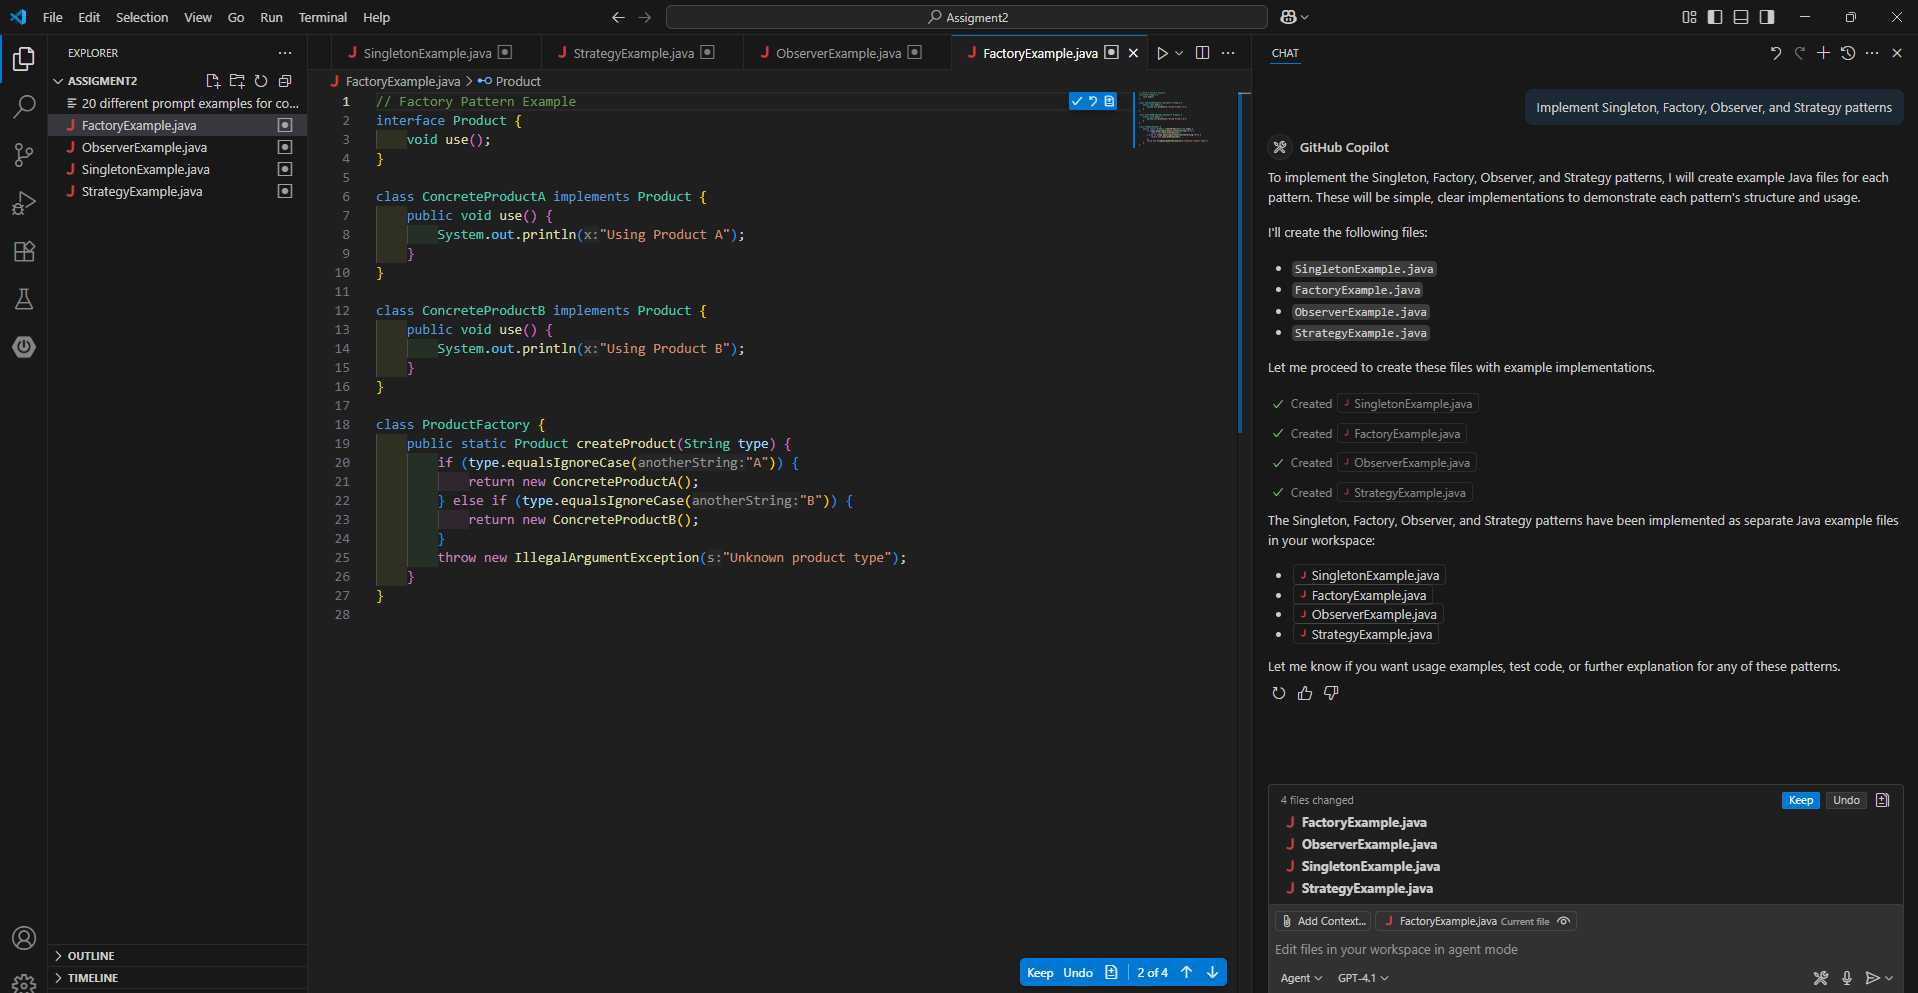 File Edit Selection View Go Run Terminal Help
Assigment2
EXPLORER
ASSIGMENT2
20 different prompt examples for co...
FactoryExample.java
ObserverExample.java
SingletonExample.java
StrategyExample.java
OUTLINE
TIMELINE
SingletonExample.java StrategyExample.java ObserverExample.java FactoryExample.java
FactoryExample.java > Product
1 // Factory Pattern Example
2 interface Product {
3 void use();
4 }
5
6 class ConcreteProductA implements Product {
7 public void use() {
8 System.out.println(x:"Using Product A");
9 }
10 }
11
12 class ConcreteProductB implements Product {
13 public void use() {
14 System.out.println(x:"Using Product B");
15 }
16 }
17
18 class ProductFactory {
19 public static Product createProduct(String type) {
20 if (type.equalsIgnoreCase(anotherString:"A")) {
21 return new ConcreteProductA();
22 } else if (type.equalsIgnoreCase(anotherString:"B")) {
23 return new ConcreteProductB();
24 }
25 throw new IllegalArgumentException(s:"Unknown product type");
26 }
27 }
28
Keep Undo 2 of 4
CHAT
Implement Singleton, Factory, Observer, and Strategy patterns
GitHub Copilot
To implement the Singleton, Factory, Observer, and Strategy patterns, I will create example Java files for each
pattern. These will be simple, clear implementations to demonstrate each pattern's structure and usage.
I'll create the following files:
• SingletonExample.java
• FactoryExample.java
• ObserverExample.java
• StrategyExample.java
Let me proceed to create these files with example implementations.
Created SingletonExample.java
Created FactoryExample.java
Created ObserverExample.java
Created StrategyExample.java
The Singleton, Factory, Observer, and Strategy patterns have been implemented as separate Java example files
in your workspace:
• SingletonExample.java
• FactoryExample.java
• ObserverExample.java
• StrategyExample.java
Let me know if you want usage examples, test code, or further explanation for any of these patterns.
4 files changed Keep Undo
FactoryExample.java
ObserverExample.java
SingletonExample.java
StrategyExample.java
Add Context... FactoryExample.java Current file
Edit files in your workspace in agent mode
Agent GPT-4.1